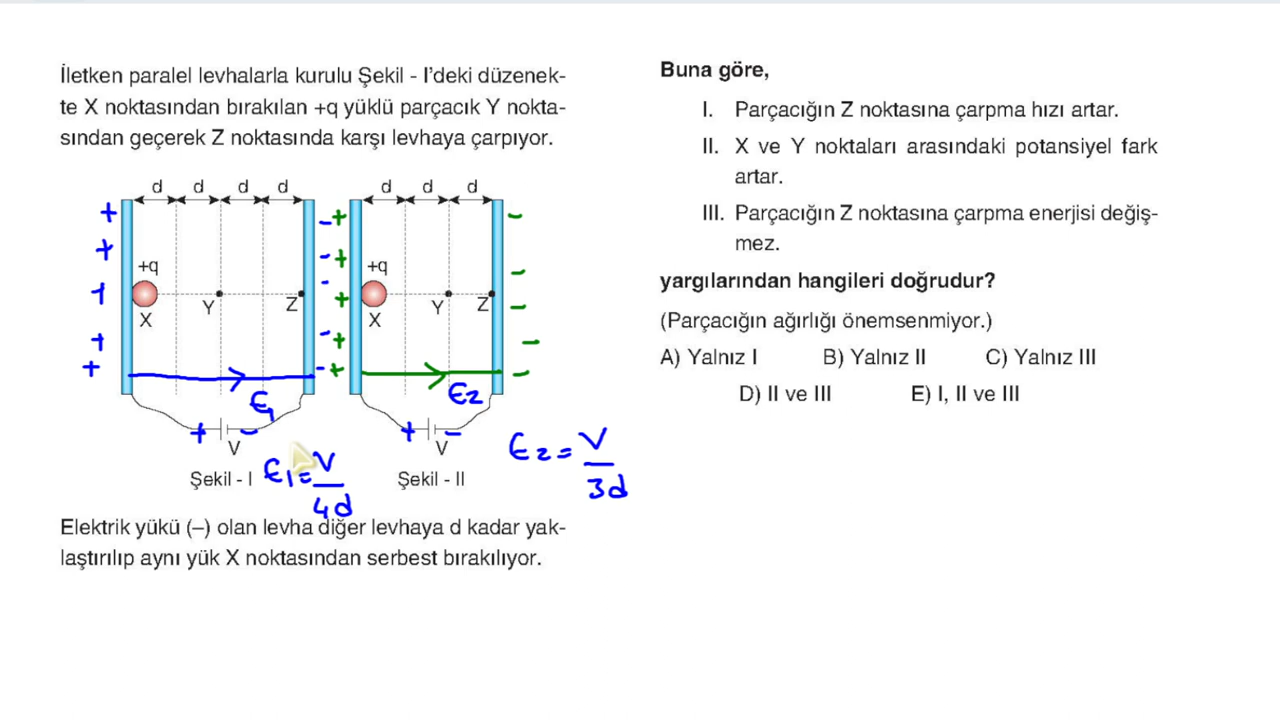 İletken paralel levhalarla kurulu Şekil - I'deki düzenek-
te X noktasından bırakılan +q yüklü parçacık Y nokta-
sından geçerek Z noktasında karşı levhaya çarpıyor.
d d d d
d d d
+ - + -
+ - + -
+q +q
+ - + -
Y Z Y Z
X X
+ - + -
+ - + -
E1 E2
+ - + -
V V
Şekil - I Şekil - II
E1 = V / 4d
E2 = V / 3d
Elektrik yükü (–) olan levha diğer levhaya d kadar yak-
laştırılıp aynı yük X noktasından serbest bırakılıyor.
Buna göre,
I. Parçacığın Z noktasına çarpma hızı artar.
II. X ve Y noktaları arasındaki potansiyel fark
artar.
III. Parçacığın Z noktasına çarpma enerjisi değiş-
mez.
yargılarından hangileri doğrudur?
(Parçacığın ağırlığı önemsenmiyor.)
A) Yalnız I B) Yalnız II C) Yalnız III
D) II ve III E) I, II ve III